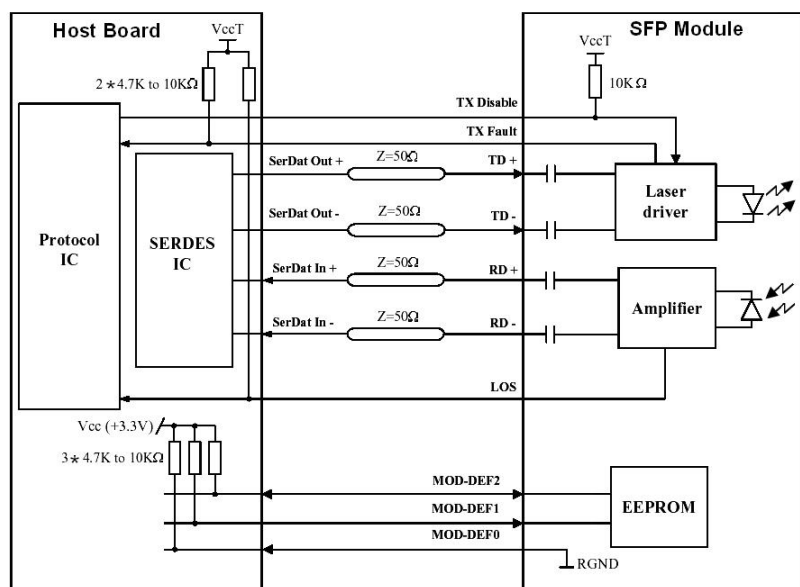 Host Board
SFP Module
VccT
VccT
2*4.7K to 10KΩ
10KΩ
TX Disable
TX Fault
SerDat Out +
Z=50Ω
TD +
SerDat Out -
Z=50Ω
TD -
Laser
driver
Protocol
IC
SERDES
IC
SerDat In +
Z=50Ω
RD +
SerDat In -
Z=50Ω
RD -
Amplifier
LOS
Vcc (+3.3V)
3*4.7K to 10KΩ
MOD-DEF2
MOD-DEF1
MOD-DEF0
EEPROM
RGND